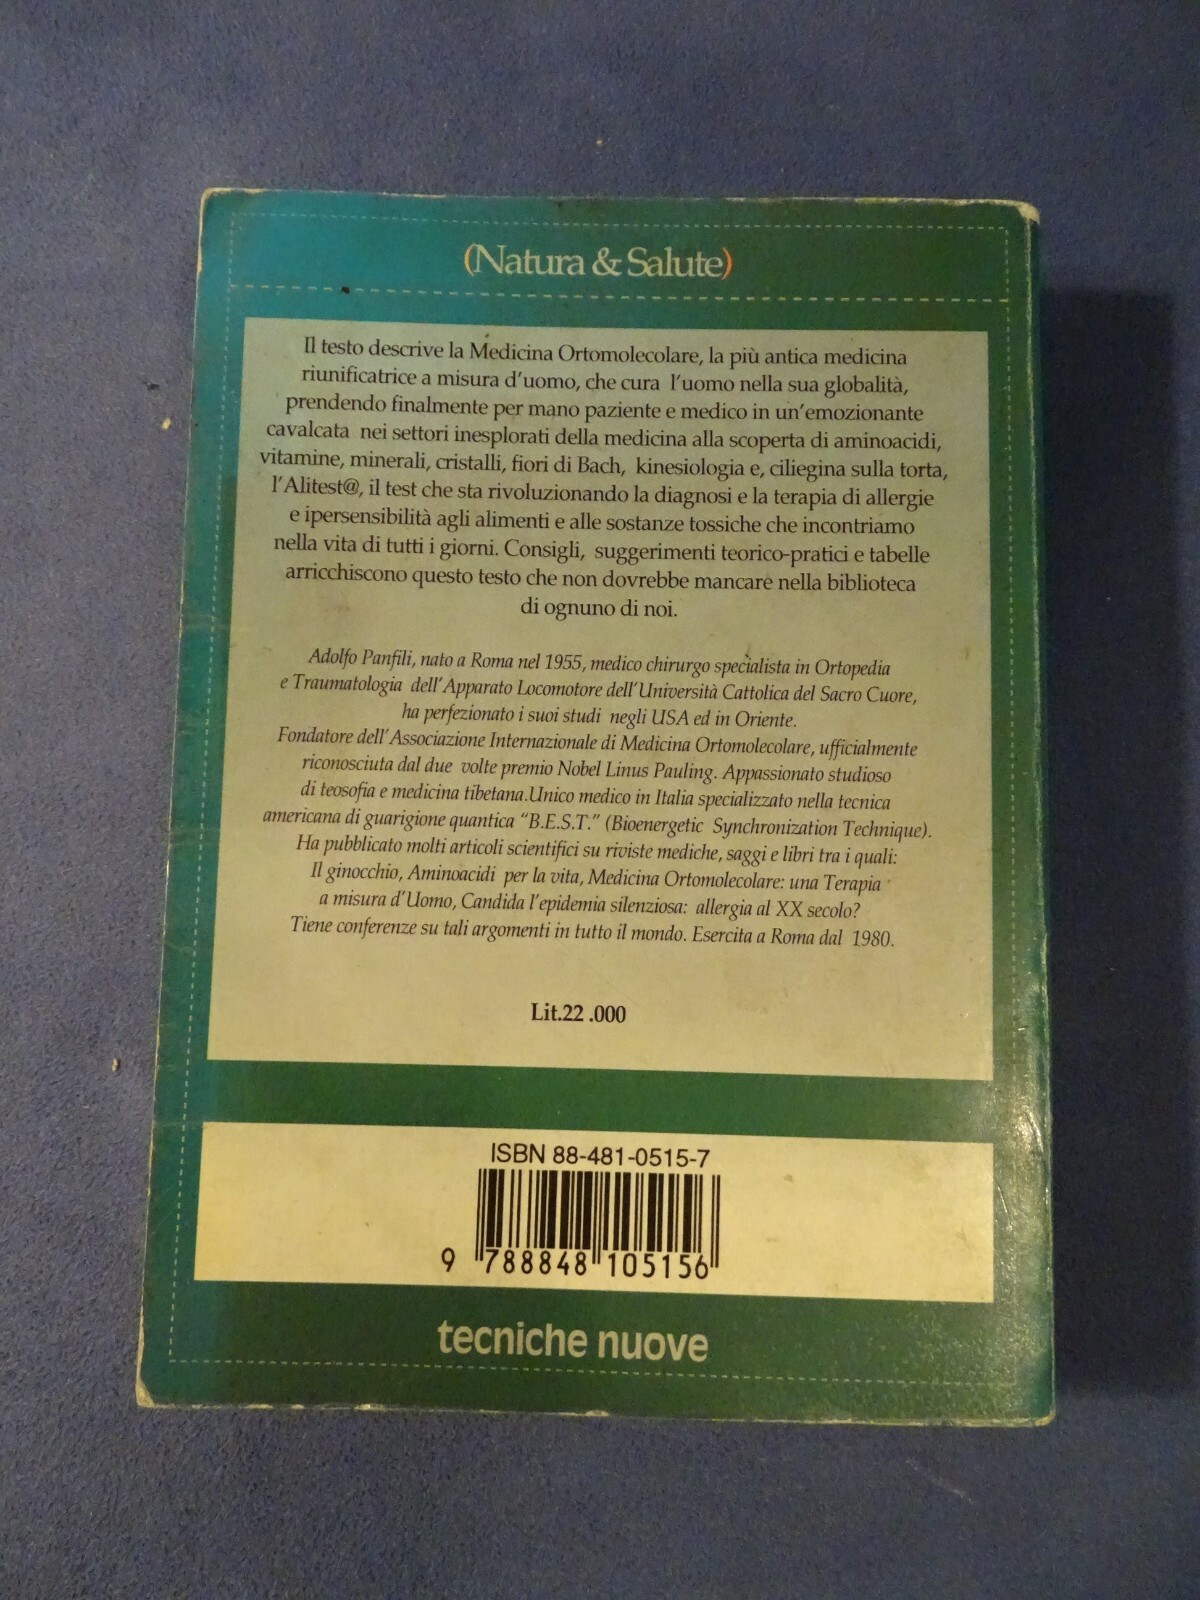 (Natura & Salute)
Il testo descrive la Medicina Ortomolecolare, la più antica medicina
riunificatrice a misura d'uomo, che cura l'uomo nella sua globalità,
prendendo finalmente per mano paziente e medico in un'emozionante
cavalcata nei settori inesplorati della medicina alla scoperta di aminoacidi,
vitamine, minerali, cristalli, fiori di Bach, kinesiologia e, ciliegina sulla torta,
l'Alitest@, il test che sta rivoluzionando la diagnosi e la terapia di allergie
e ipersensibilità agli alimenti e alle sostanze tossiche che incontriamo
nella vita di tutti i giorni. Consigli, suggerimenti teorico-pratici e tabelle
arricchiscono questo testo che non dovrebbe mancare nella biblioteca
di ognuno di noi.
Adolfo Panfili, nato a Roma nel 1955, medico chirurgo specialista in Ortopedia
e Traumatologia dell'Apparato Locomotore dell'Università Cattolica del Sacro Cuore,
ha perfezionato i suoi studi negli USA ed in Oriente.
Fondatore dell'Associazione Internazionale di Medicina Ortomolecolare, ufficialmente
riconosciuta dal due volte premio Nobel Linus Pauling. Appassionato studioso
di teosofia e medicina tibetana.Unico medico in Italia specializzato nella tecnica
americana di guarigione quantica "B.E.S.T." (Bioenergetic Synchronization Technique).
Ha pubblicato molti articoli scientifici su riviste mediche, saggi e libri tra i quali:
Il ginocchio, Aminoacidi per la vita, Medicina Ortomolecolare: una Terapia
a misura d'Uomo, Candida l'epidemia silenziosa: allergia al XX secolo?
Tiene conferenze su tali argomenti in tutto il mondo. Esercita a Roma dal 1980.
Lit.22 .000
ISBN 88-481-0515-7
9 788848 105156
tecniche nuove